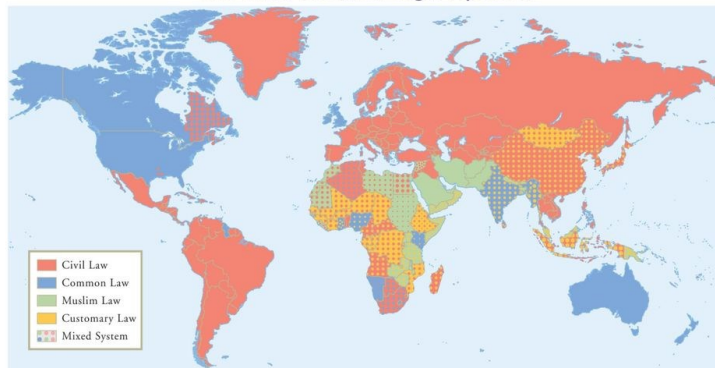 Civil Law
Common Law
Muslim Law
Customary Law
Mixed System